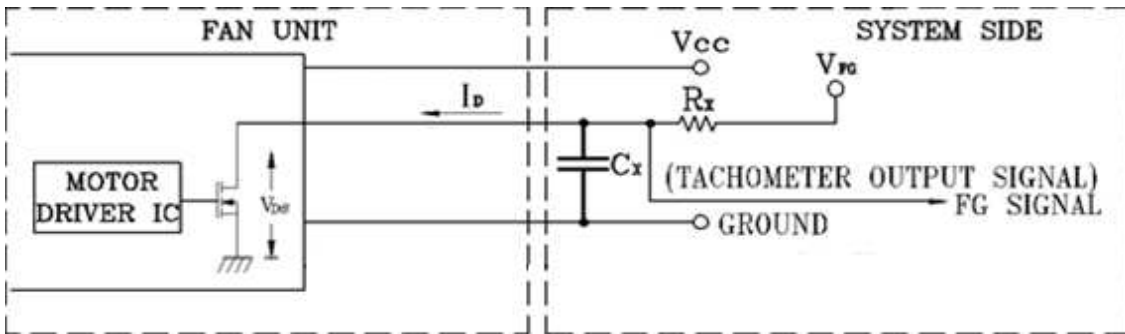 FAN UNIT
SYSTEM SIDE
Vcc
VFG
ID
RX
CX
MOTOR
DRIVER IC
VDS
(TACHOMETER OUTPUT SIGNAL)
FG SIGNAL
GROUND